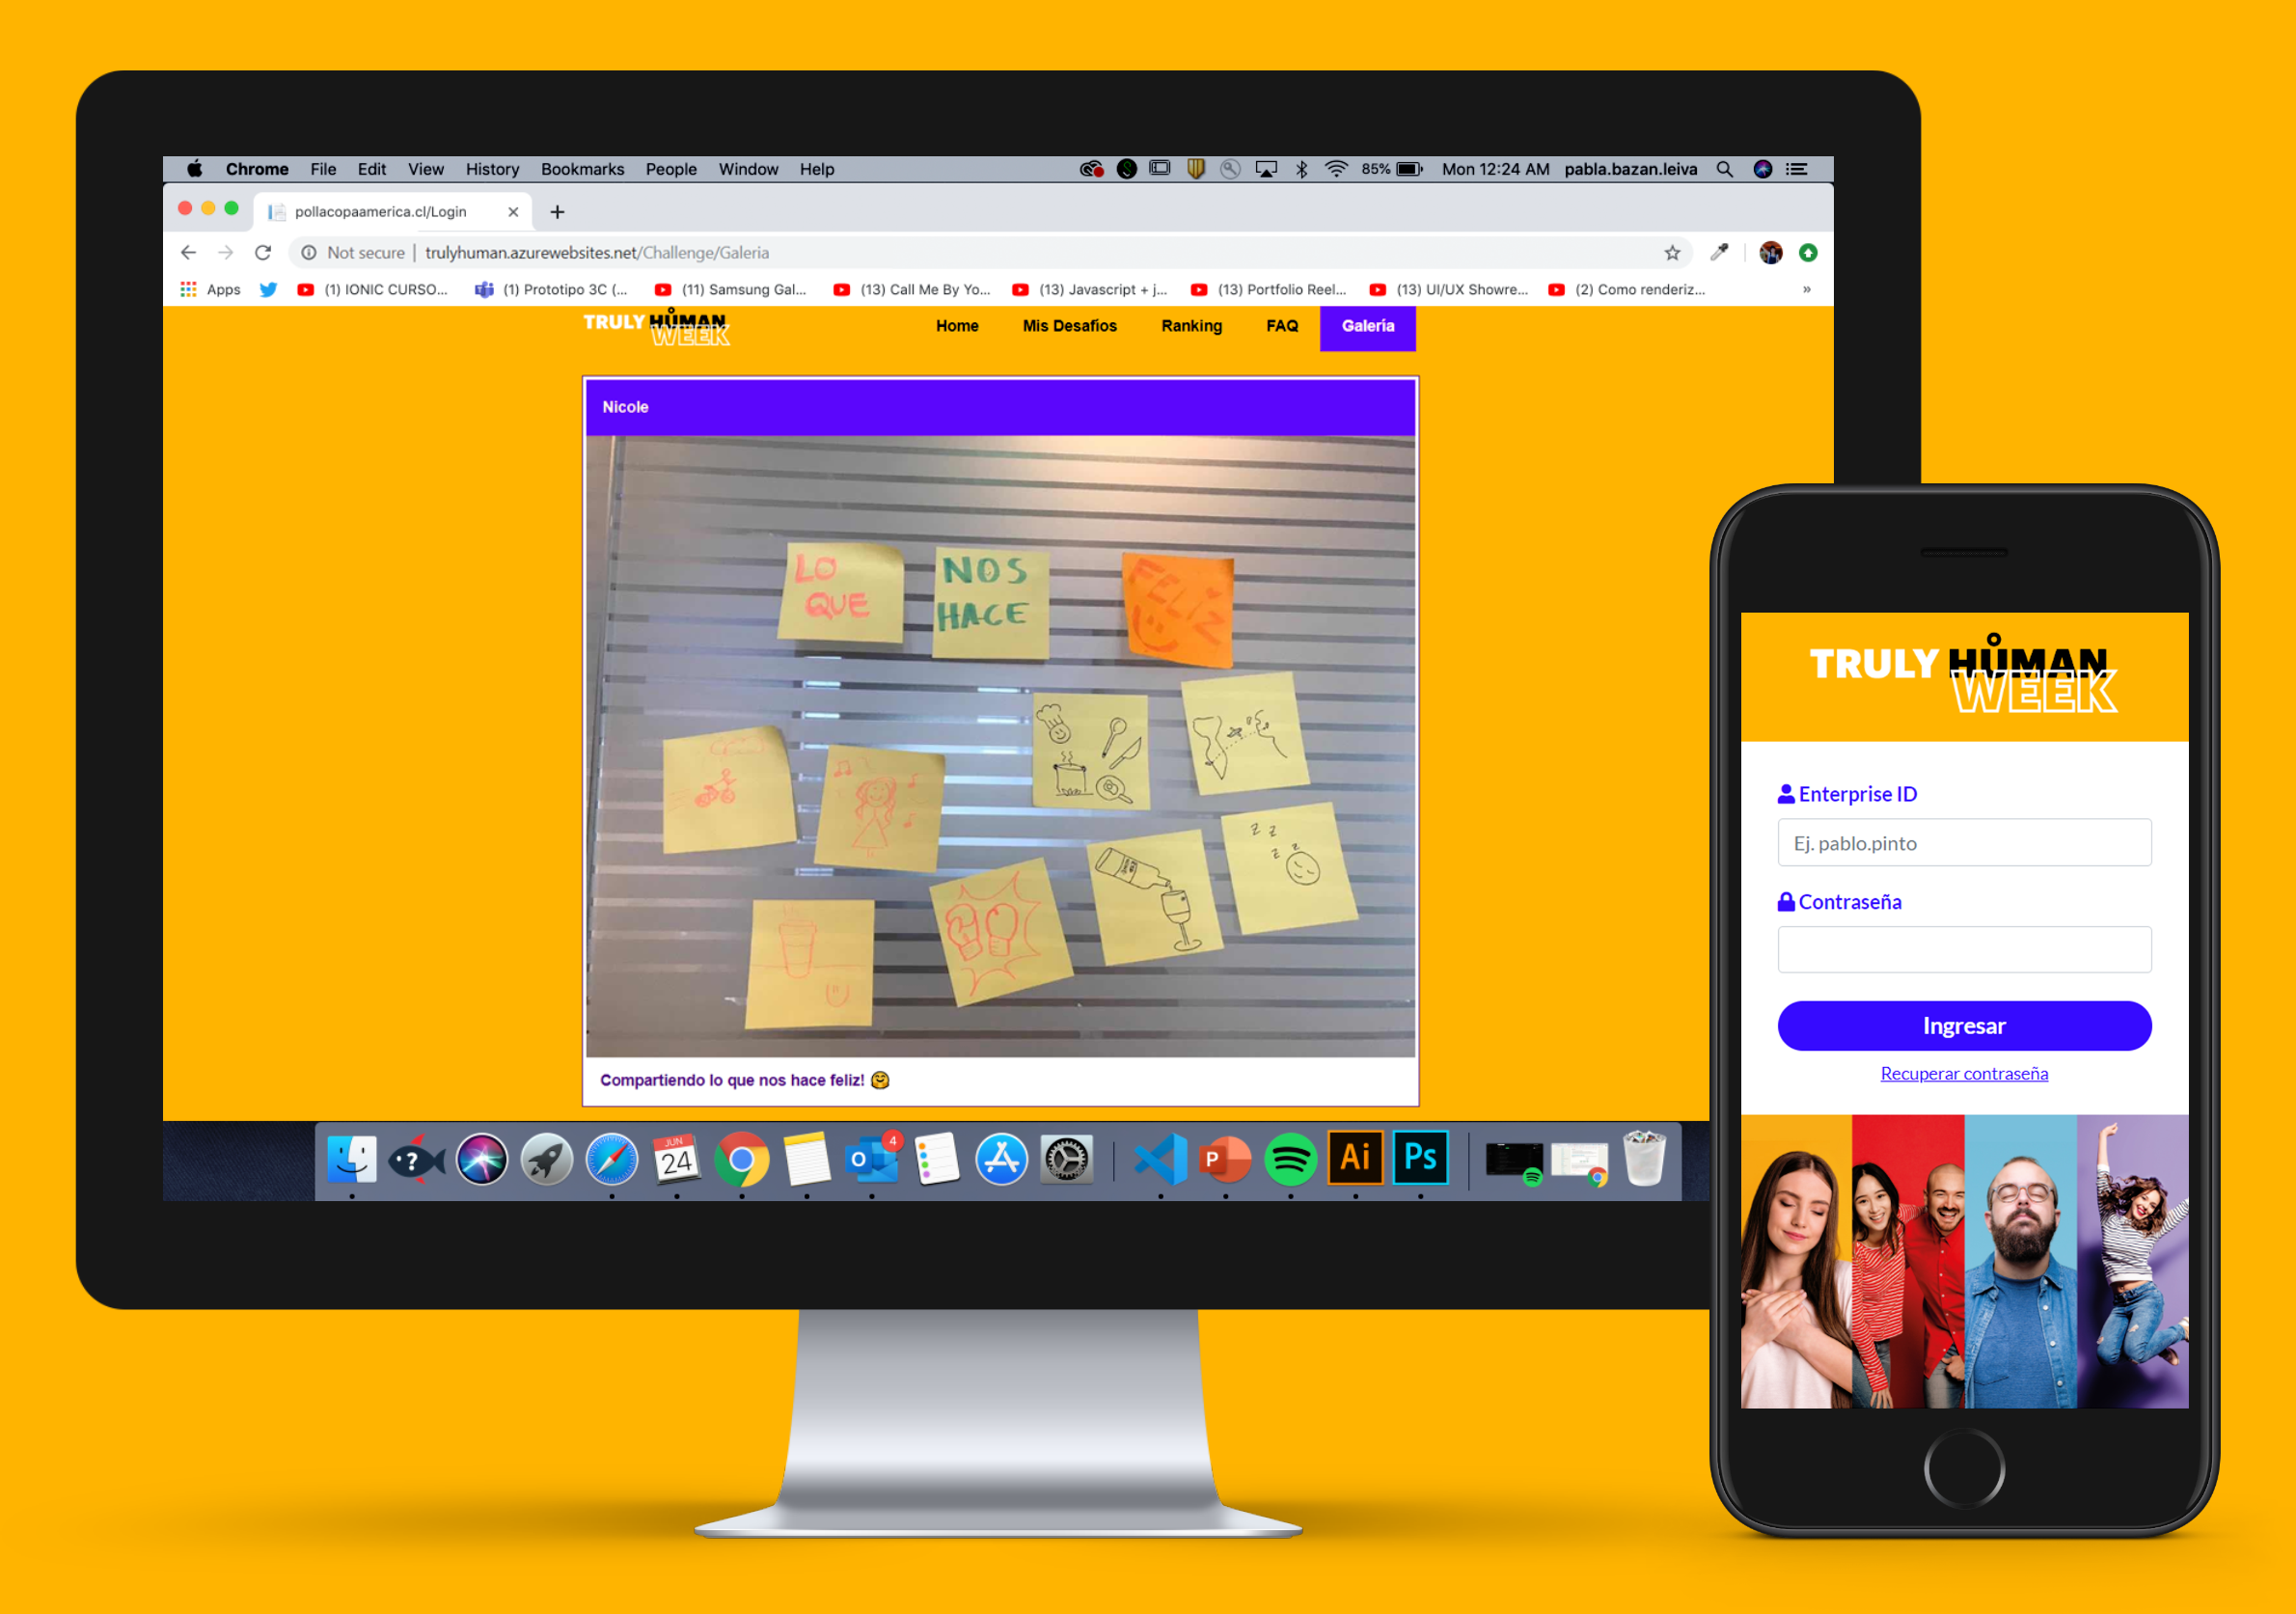 Chrome File Edit View History Bookmarks People Window Help 85% Mon 12:24 AM pabla.bazan.leiva
pollacopaamerica.cl/Login
Not secure | trulyhuman.azurewebsites.net/Challenge/Galeria
Apps (1) IONIC CURSO... (1) Prototipo 3C (... (11) Samsung Gal... (13) Call Me By Yo... (13) Javascript + j... (13) Portfolio Reel... (13) UI/UX Showre... (2) Como renderiz... »
TRULY HUMAN
WEEK
Home Mis Desafíos Ranking FAQ Galería
Nicole
LO
QUE
NOS
HACE
FELIZ
z z
z z
Compartiendo lo que nos hace feliz!
JUN
24
4
O
P
Ai
Ps
TRULY HUMAN
WEEK
Enterprise ID
Ej. pablo.pinto
Contraseña
Ingresar
Recuperar contraseña